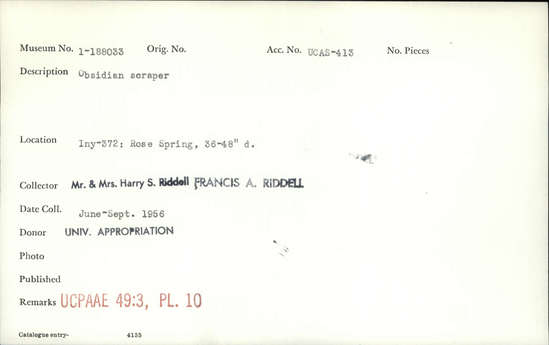 Museum No. 1-188033 Orig. No. Acc. No. UCAS-413 No. Pieces
Description Obsidian scraper
Location Iny-372; Rose Spring, 36-48" d.
Collector Mr. & Mrs. Harry S. Riddell FRANCIS A. RIDDELL
Date Coll. June-Sept. 1956
Donor UNIV. APPROPRIATION
Photo
Published
Remarks UCPAAE 49:3, PL. 10
Catalogue entry- 4135